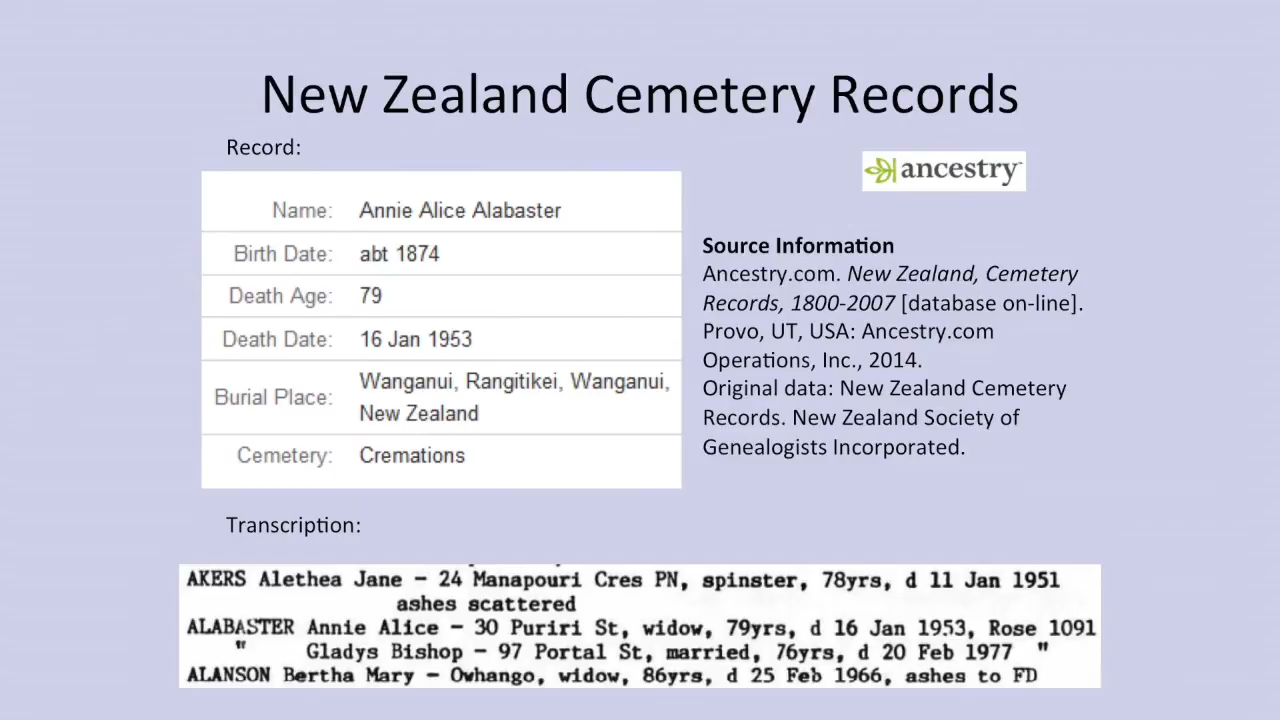 New Zealand Cemetery Records
Record:
ancestry
Name: Annie Alice Alabaster
Birth Date: abt 1874
Death Age: 79
Death Date: 16 Jan 1953
Burial Place: Wanganui, Rangitikei, Wanganui,
New Zealand
Cemetery: Cremations
Source Information
Ancestry.com. New Zealand, Cemetery
Records, 1800-2007 [database on-line].
Provo, UT, USA: Ancestry.com
Operations, Inc., 2014.
Original data: New Zealand Cemetery
Records. New Zealand Society of
Genealogists Incorporated.
Transcription:
AKERS Alethea Jane - 24 Manapouri Cres PN, spinster, 78yrs, d 11 Jan 1951
ashes scattered
ALABASTER Annie Alice - 30 Puriri St, widow, 79yrs, d 16 Jan 1953, Rose 1091
" Gladys Bishop - 97 Portal St, married, 76yrs, d 20 Feb 1977 "
ALANSON Bertha Mary - Owhango, widow, 86yrs, d 25 Feb 1966, ashes to FD